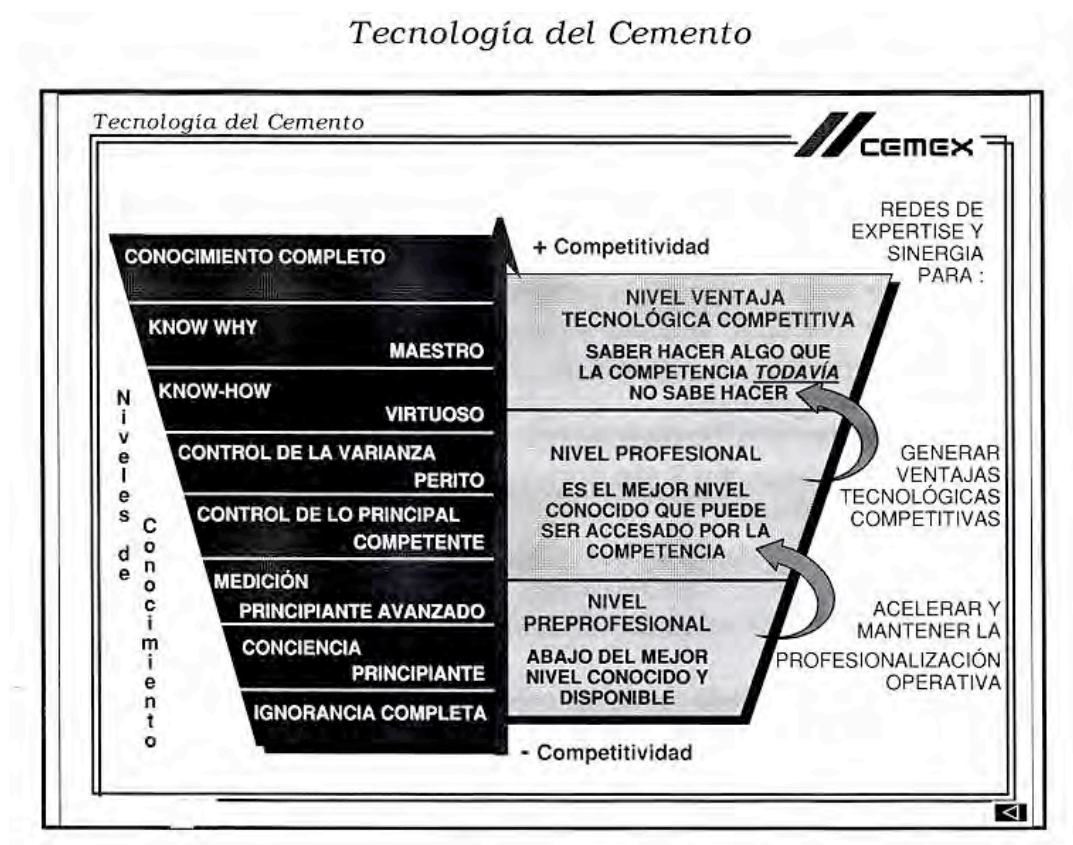 Tecnología del Cemento
Tecnología del Cemento
CEMEX
Niveles de
Conocimiento
CONOCIMIENTO COMPLETO
KNOW WHY
MAESTRO
KNOW-HOW
VIRTUOSO
CONTROL DE LA VARIANZA
PERITO
CONTROL DE LO PRINCIPAL
COMPETENTE
MEDICIÓN
PRINCIPIANTE AVANZADO
CONCIENCIA
PRINCIPIANTE
IGNORANCIA COMPLETA
+ Competitividad
NIVEL VENTAJA
TECNOLÓGICA COMPETITIVA
SABER HACER ALGO QUE
LA COMPETENCIA TODAVÍA
NO SABE HACER
NIVEL PROFESIONAL
ES EL MEJOR NIVEL
CONOCIDO QUE PUEDE
SER ACCESADO POR LA
COMPETENCIA
NIVEL
PREPROFESIONAL
ABAJO DEL MEJOR
NIVEL CONOCIDO Y
DISPONIBLE
- Competitividad
REDES DE
EXPERTISE Y
SINERGIA
PARA :
GENERAR
VENTAJAS
TECNOLÓGICAS
COMPETITIVAS
ACELERAR Y
MANTENER LA
PROFESIONALIZACIÓN
OPERATIVA